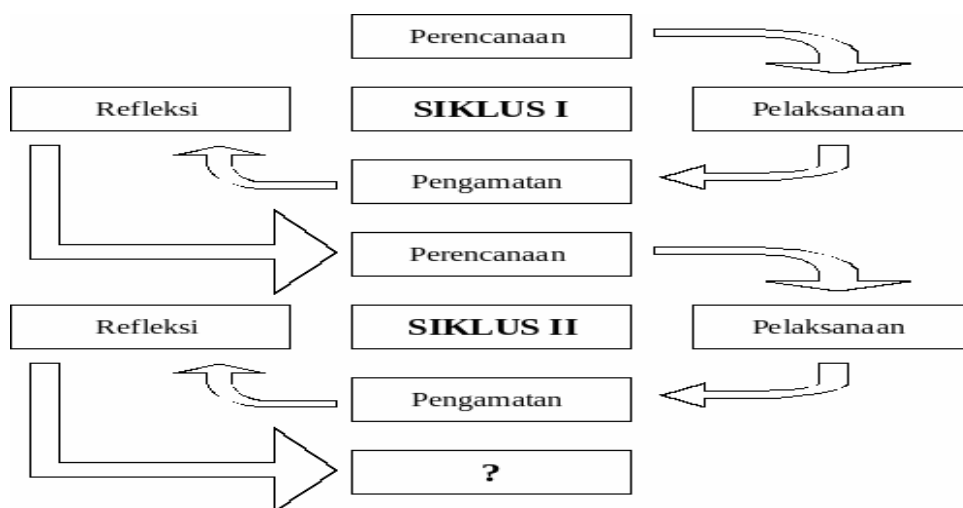 Perencanaan
Refleksi
SIKLUS I
Pelaksanaan
Pengamatan
Perencanaan
Refleksi
SIKLUS II
Pelaksanaan
Pengamatan
?